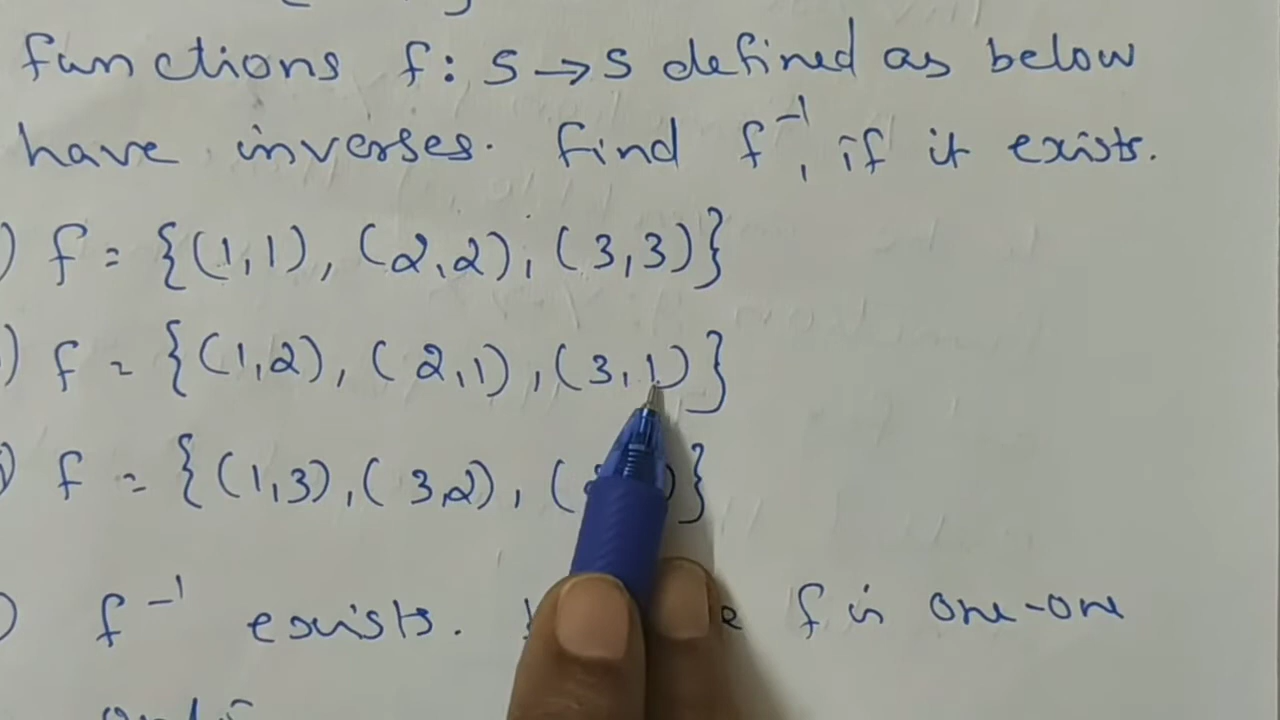 functions f: S → S defined as below
have inverses. Find f⁻¹, if it exists.
) f = {(1,1), (2,2), (3,3)}
) f = {(1,2), (2,1), (3,1)}
) f = {(1,3), (3,2), (
f⁻¹ exists. f is one-one